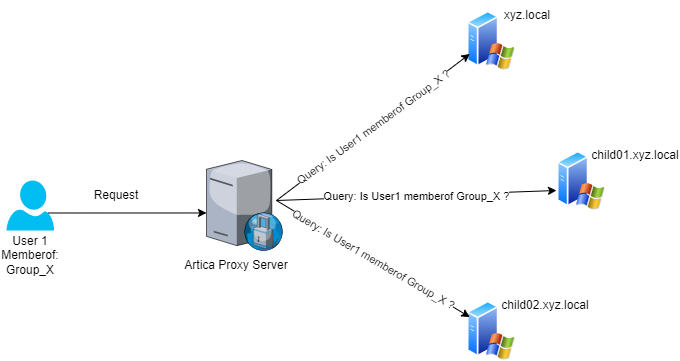 xyz.local
Query: Is User1 memberof Group_X ?
child01.xyz.local
Query: Is User1 memberof Group_X ?
Request
Query: Is User1 memberof Group_X ?
User 1
Memberof:
Group_X
Artica Proxy Server
child02.xyz.local